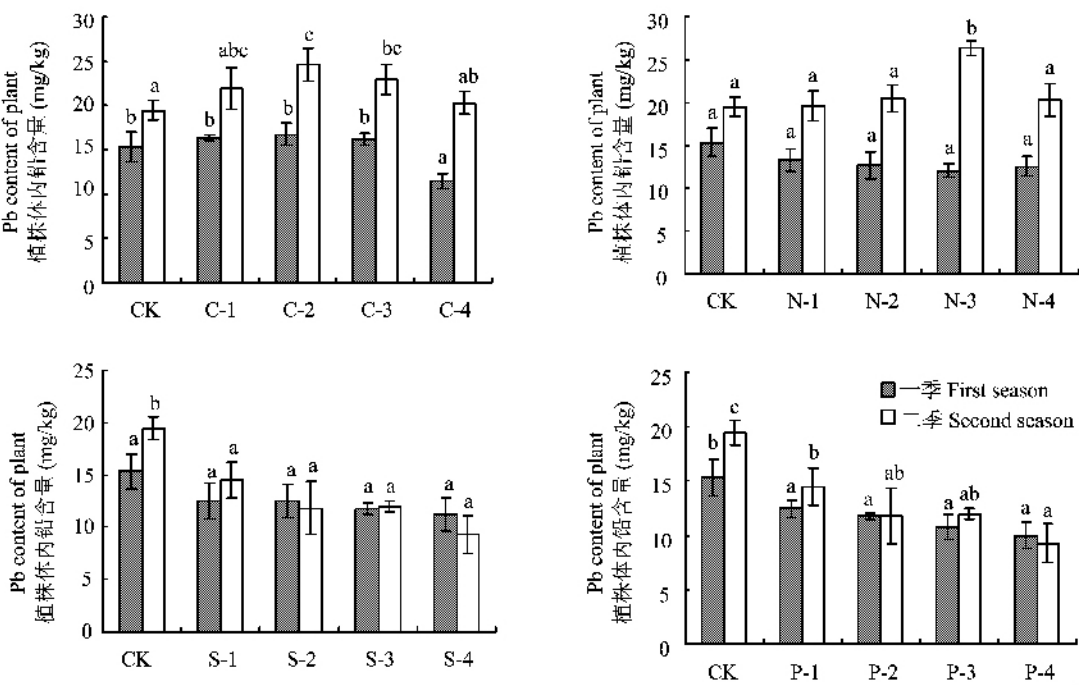 Pb content of plant
植株体内铅含量 (mg/kg)
30
25
20
15
10
5
0
b a b abc b c b bc a ab
CK C-1 C-2 C-3 C-4
Pb content of plant
植株体内铅含量 (mg/kg)
30
25
20
15
10
5
0
a a a a a a a b a a
CK N-1 N-2 N-3 N-4
Pb content of plant
植株体内铅含量 (mg/kg)
25
20
15
10
5
0
a b a a a a a a a a
CK S-1 S-2 S-3 S-4
Pb content of plant
植株体内铅含量 (mg/kg)
25
20
15
10
5
0
一季 First season
二季 Second season
b c a b a ab a ab a a
CK P-1 P-2 P-3 P-4